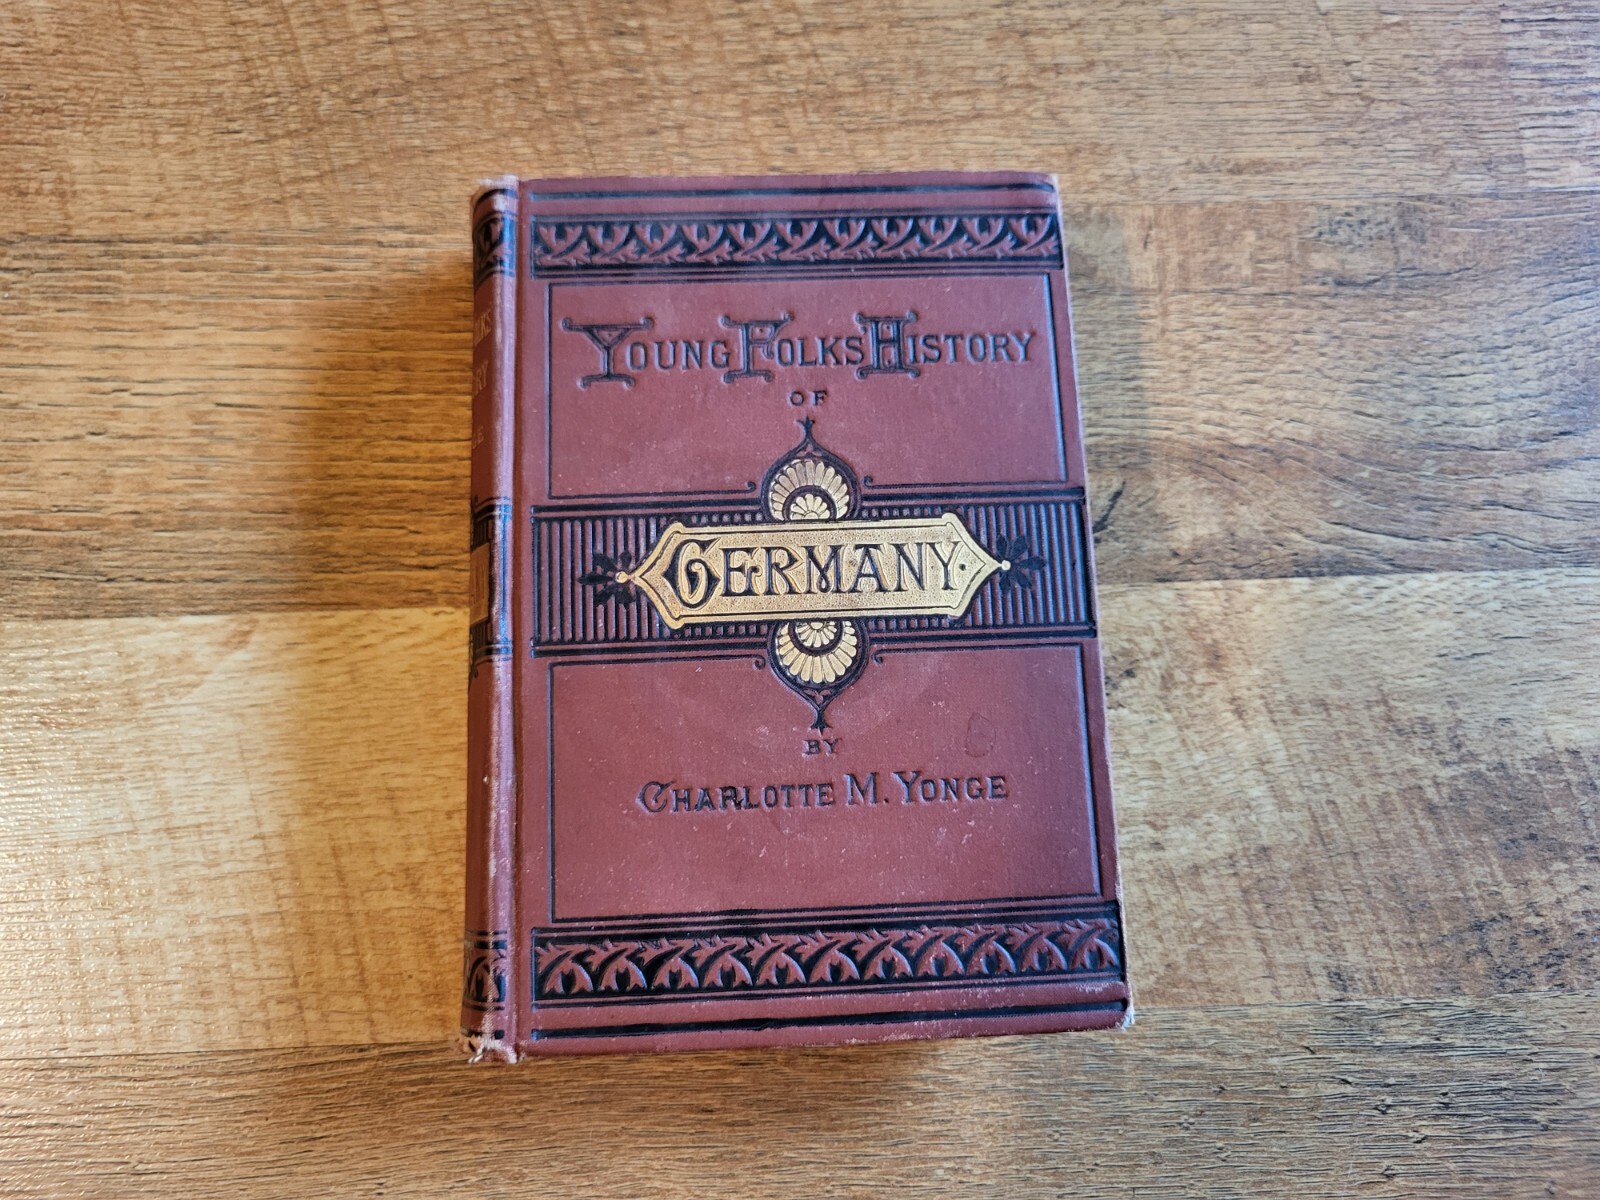 Young Folks History
OF
GERMANY
BY
CHARLOTTE M. YONGE